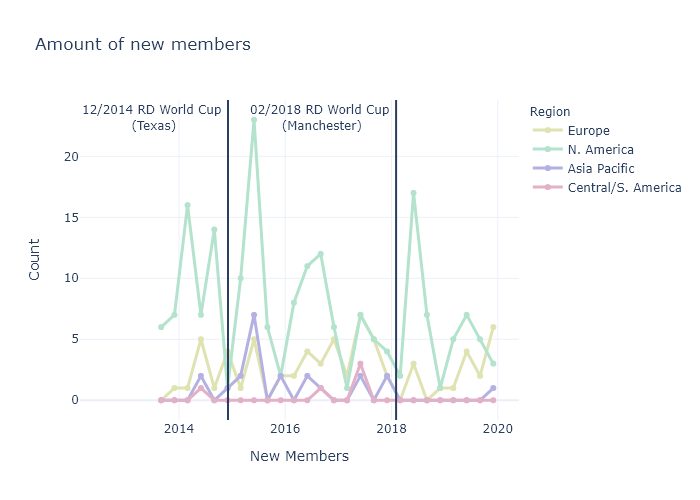 Amount of new members
12/2014 RD World Cup
(Texas)
02/2018 RD World Cup
(Manchester)
Region
Europe
N. America
Asia Pacific
Central/S. America
Count
20
15
10
5
0
2014
2016
2018
2020
New Members